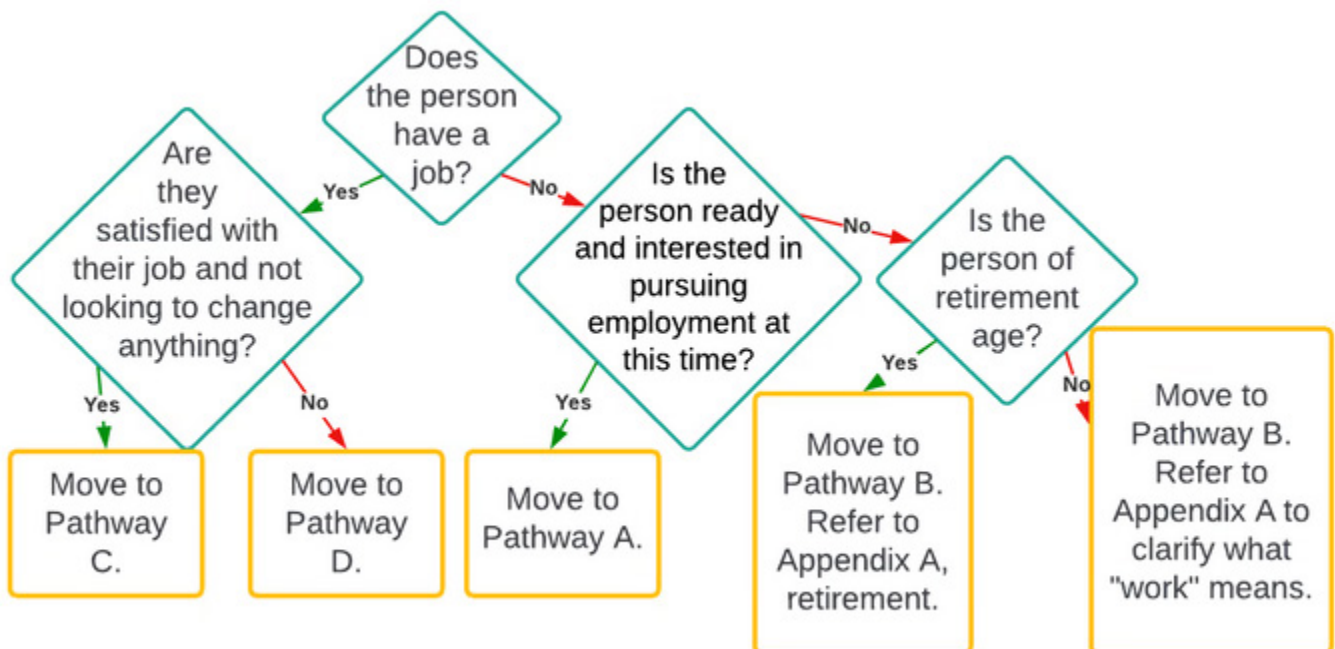 Does
the person
have a
job?
Yes
No
Are
they
satisfied with
their job and not
looking to change
anything?
Yes
No
Is the
person ready
and interested in
pursuing
employment at
this time?
Yes
No
Is the
person of
retirement
age?
Yes
No
Move to
Pathway
C.
Move to
Pathway
D.
Move to
Pathway A.
Move to
Pathway B.
Refer to
Appendix A,
retirement.
Move to
Pathway B.
Refer to
Appendix A to
clarify what
"work" means.